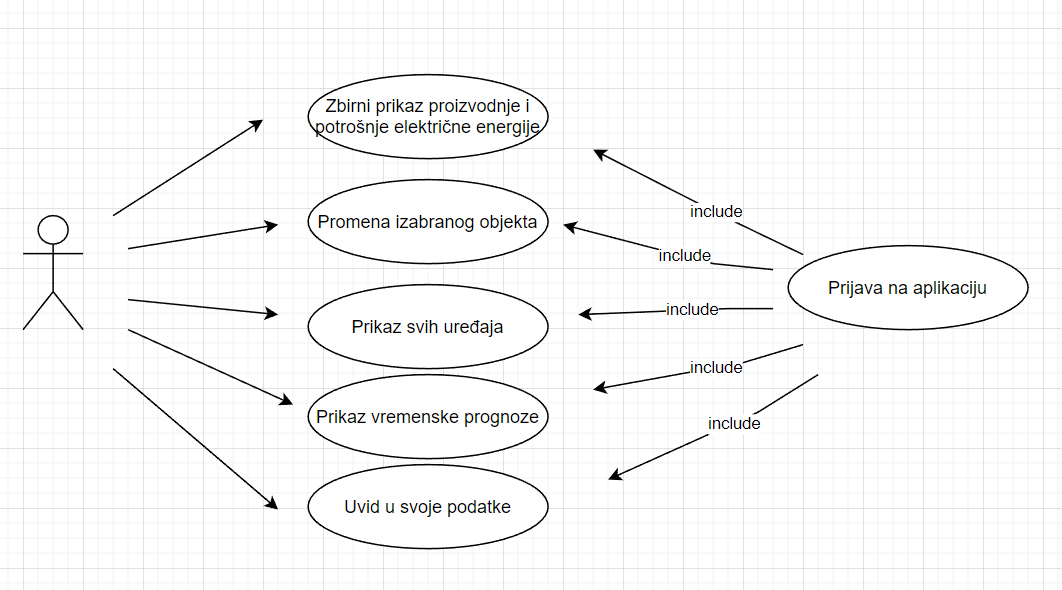 Zbirni prikaz proizvodnje i
potrošnje električne energije
include
Promena izabranog objekta
include
Prijava na aplikaciju
include
Prikaz svih uređaja
include
Prikaz vremenske prognoze
include
Uvid u svoje podatke